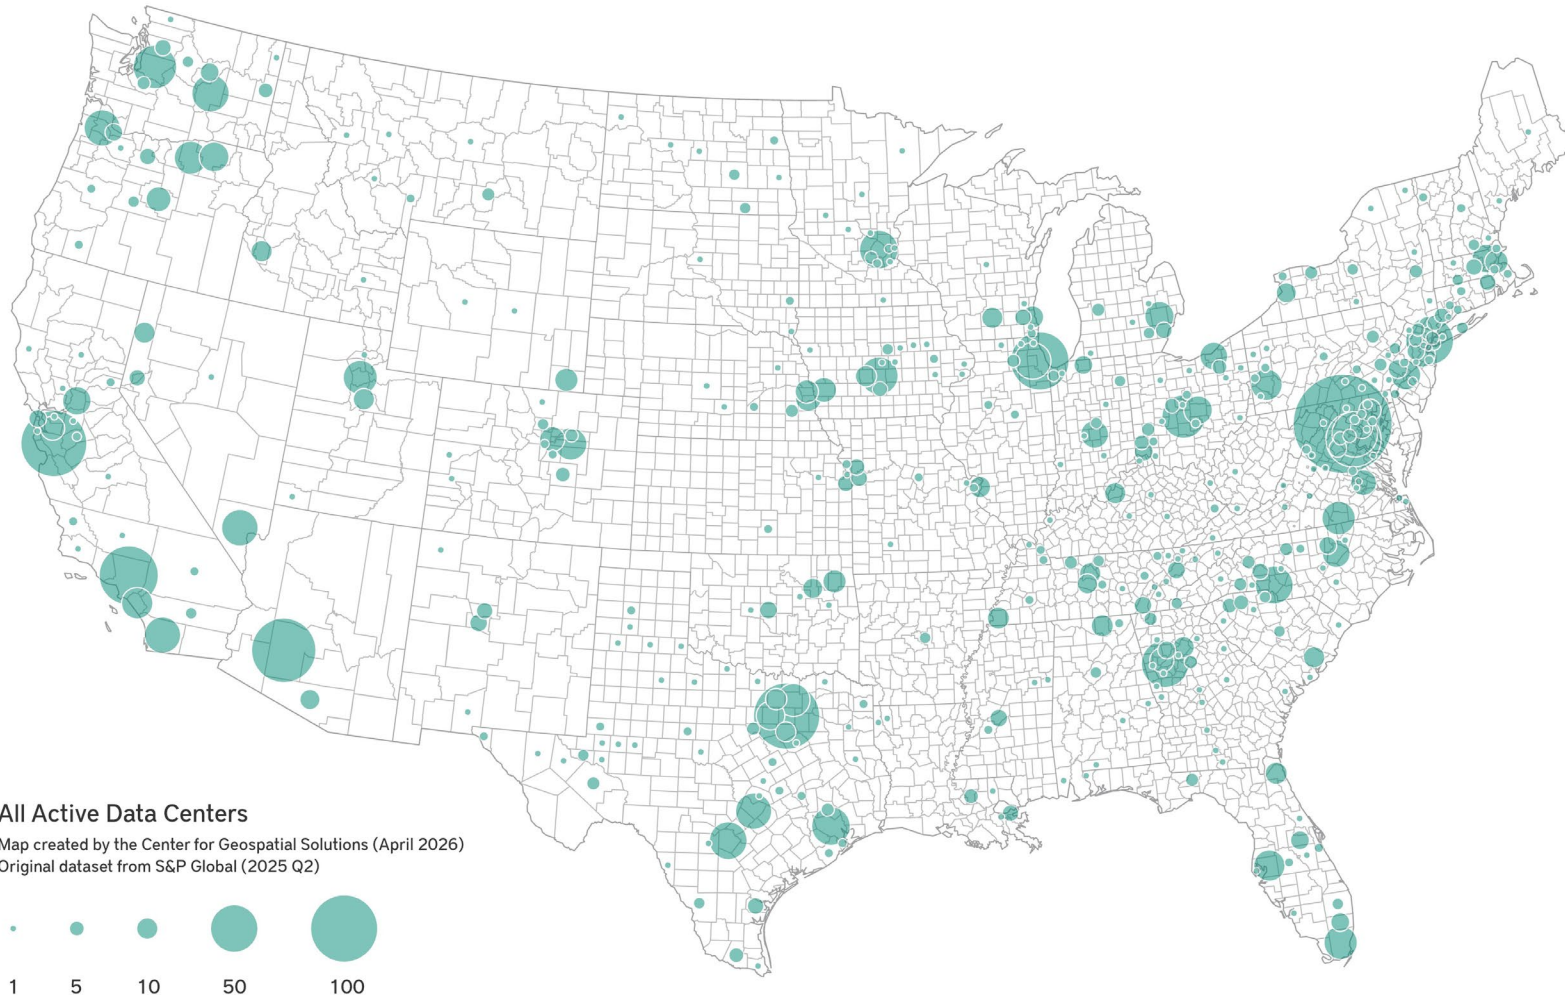 All Active Data Centers
Map created by the Center for Geospatial Solutions (April 2026)
Original dataset from S&P Global (2025 Q2)
1 5 10 50 100